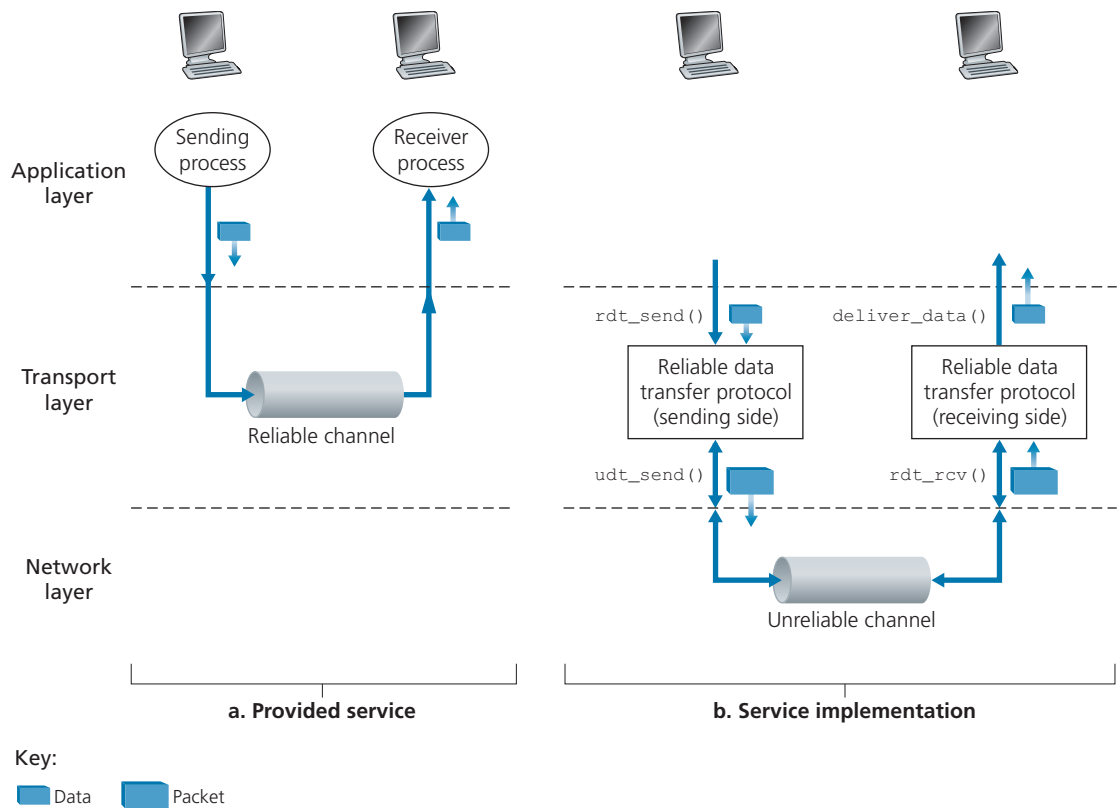 Sending
process
Receiver
process
Application
layer
rdt_send()
deliver_data()
Transport
layer
Reliable channel
Reliable data
transfer protocol
(sending side)
Reliable data
transfer protocol
(receiving side)
udt_send()
rdt_rcv()
Network
layer
Unreliable channel
a. Provided service
b. Service implementation
Key:
Data
Packet